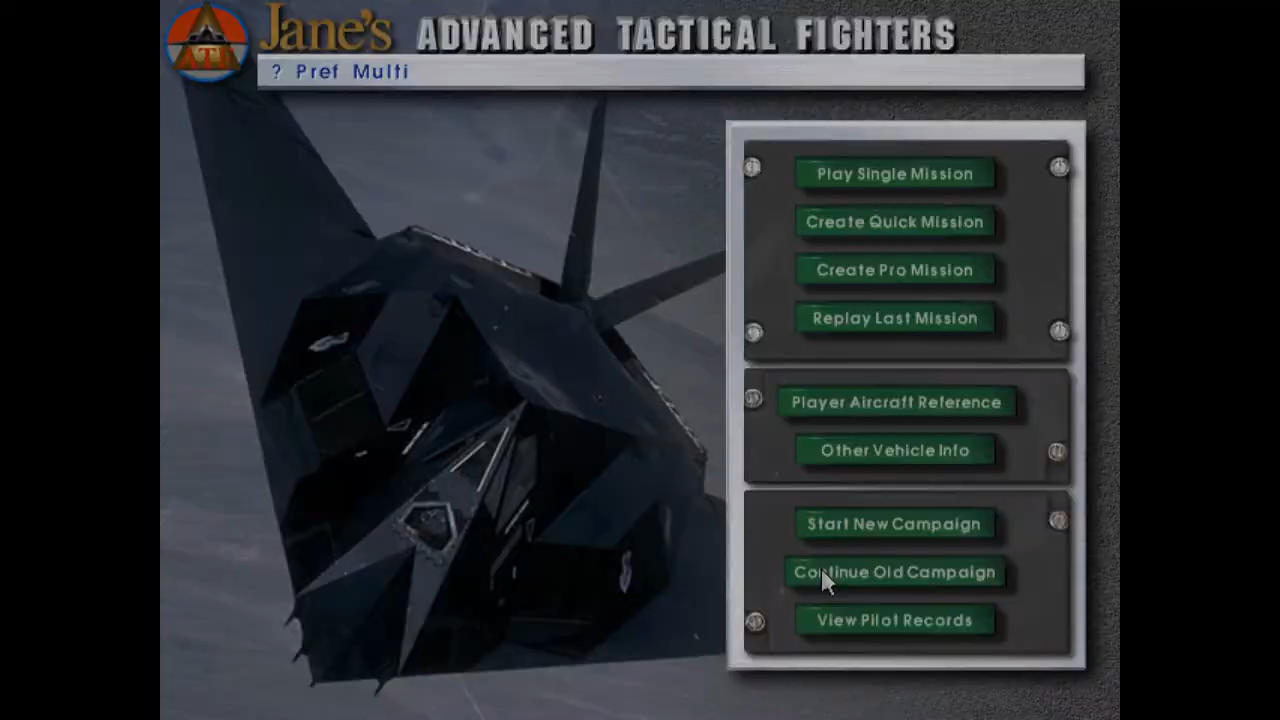 ATF
Jane's ADVANCED TACTICAL FIGHTERS
? Pref Multi
Play Single Mission
Create Quick Mission
Create Pro Mission
Replay Last Mission
Player Aircraft Reference
Other Vehicle Info
Start New Campaign
Continue Old Campaign
View Pilot Records